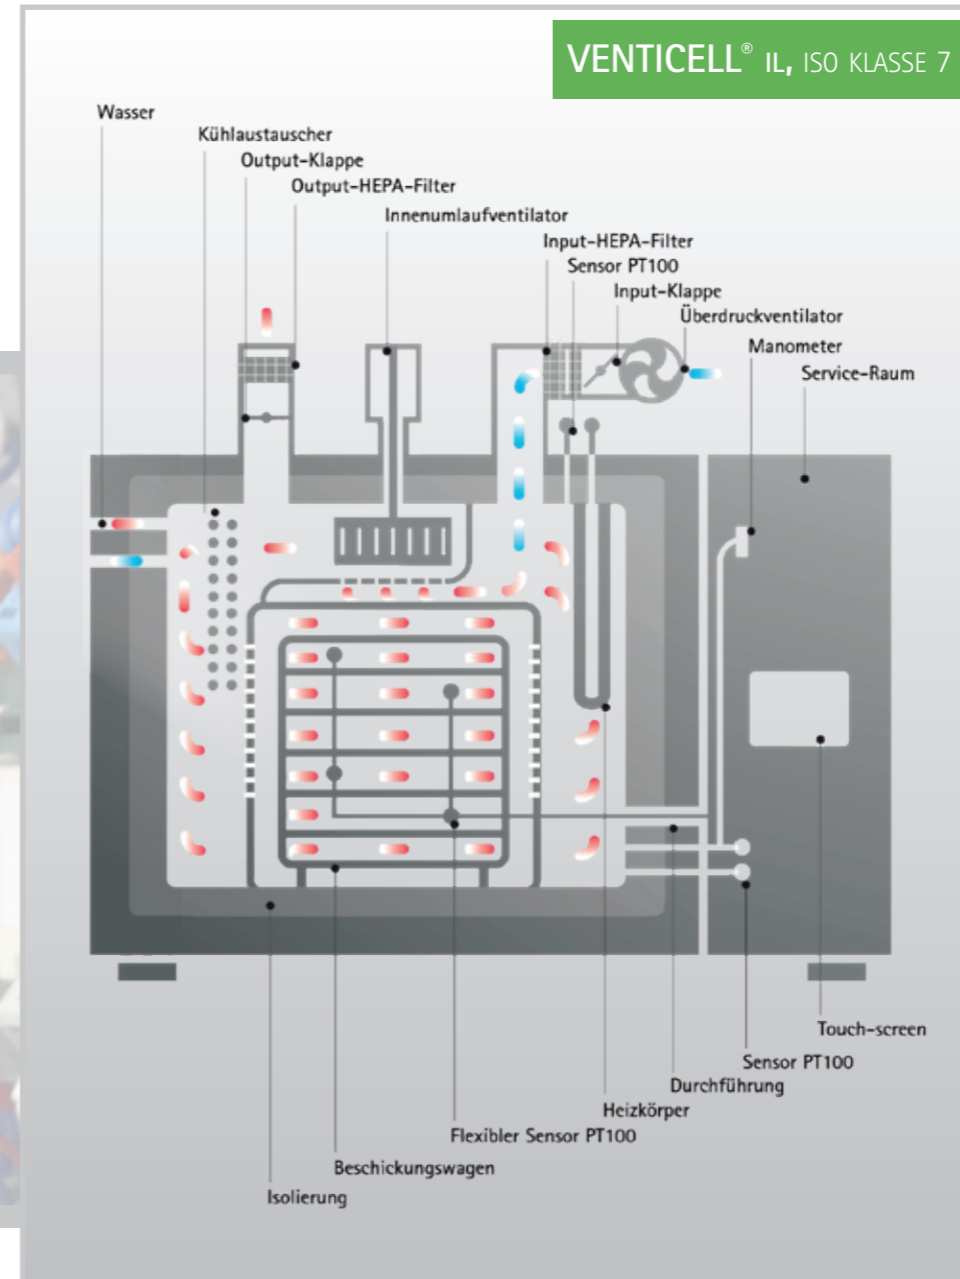 VENTICELL® IL, ISO KLASSE 7
Wasser
Kühlaustauscher
Output-Klappe
Output-HEPA-Filter
Innenumlaufventilator
Input-HEPA-Filter
Sensor PT100
Input-Klappe
Überdruckventilator
Manometer
Service-Raum
Touch-screen
Sensor PT100
Durchführung
Heizkörper
Flexibler Sensor PT100
Beschickungswagen
Isolierung